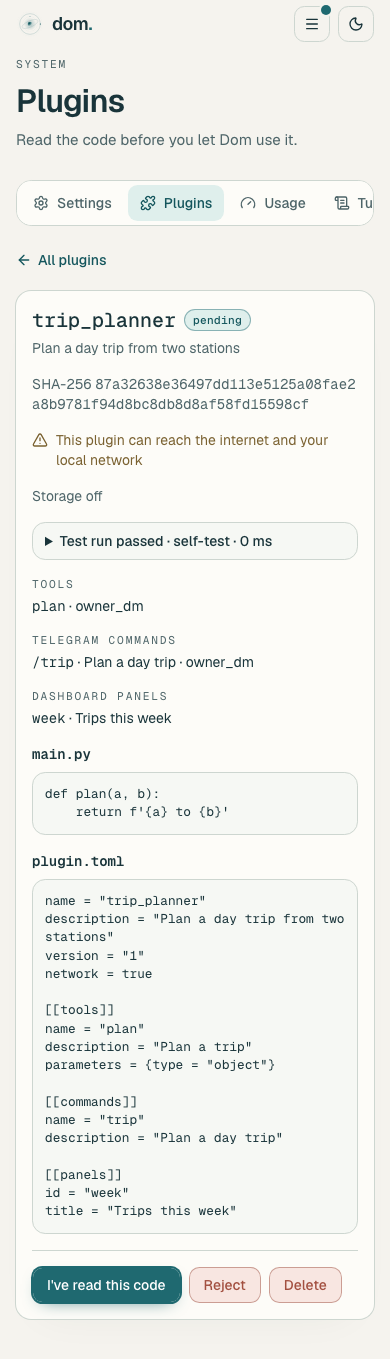 dom.
SYSTEM
Plugins
Read the code before you let Dom use it.
Settings
Plugins
Usage
Tu
All plugins
trip_planner
pending
Plan a day trip from two stations
SHA-256 87a32638e36497dd113e5125a08fae2
a8b9781f94d8bc8db8d8af58fd15598cf
This plugin can reach the internet and your
local network
Storage off
Test run passed · self-test · 0 ms
TOOLS
plan · owner_dm
TELEGRAM COMMANDS
/trip · Plan a day trip · owner_dm
DASHBOARD PANELS
week · Trips this week
main.py
def plan(a, b):
    return f'{a} to {b}'
plugin.toml
name = "trip_planner"
description = "Plan a day trip from two
stations"
version = "1"
network = true
[[tools]]
name = "plan"
description = "Plan a trip"
parameters = {type = "object"}
[[commands]]
name = "trip"
description = "Plan a day trip"
[[panels]]
id = "week"
title = "Trips this week"
I've read this code
Reject
Delete